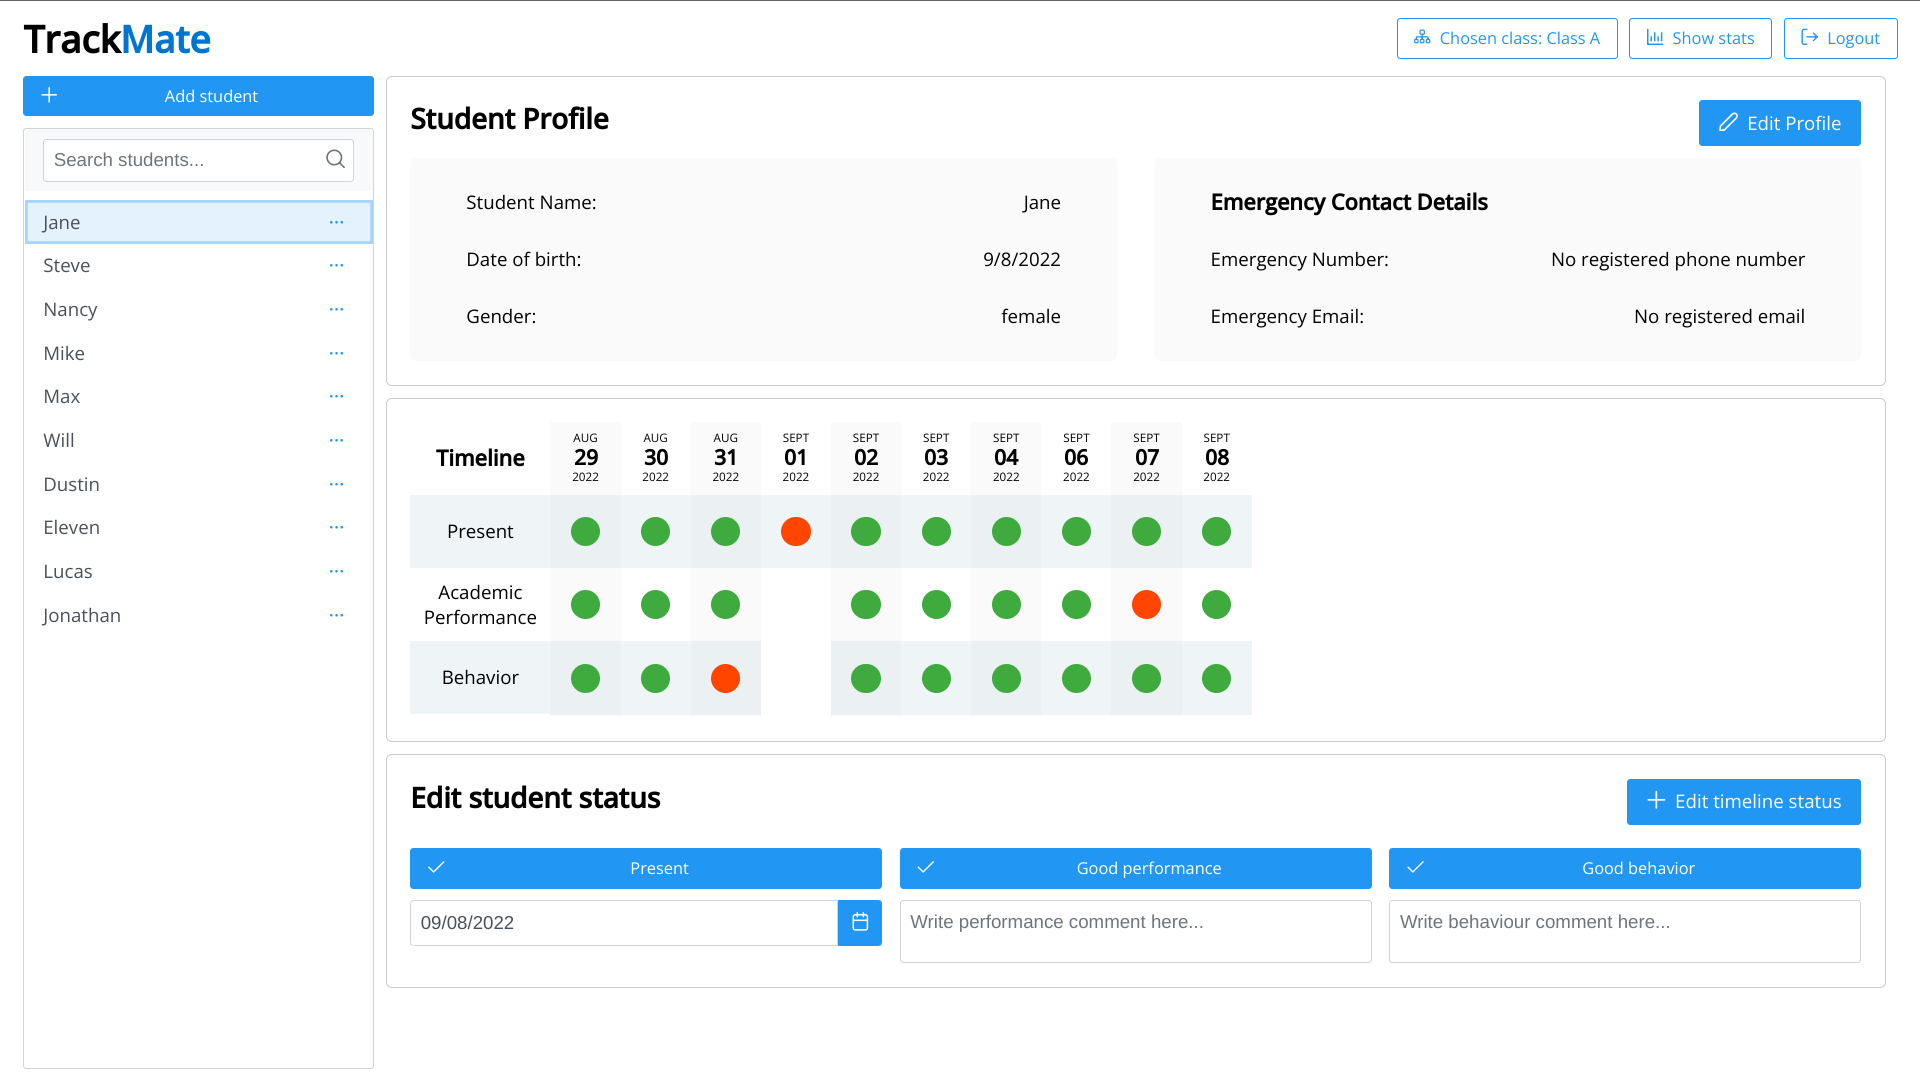 TrackMate
Chosen class: Class A
Show stats
Logout
Add student
Search students...
Jane
Steve
Nancy
Mike
Max
Will
Dustin
Eleven
Lucas
Jonathan
Student Profile
Edit Profile
Student Name: Jane
Date of birth: 9/8/2022
Gender: female
Emergency Contact Details
Emergency Number: No registered phone number
Emergency Email: No registered email
Timeline
AUG 29 2022
AUG 30 2022
AUG 31 2022
SEPT 01 2022
SEPT 02 2022
SEPT 03 2022
SEPT 04 2022
SEPT 06 2022
SEPT 07 2022
SEPT 08 2022
Present
Academic
Performance
Behavior
Edit student status
Edit timeline status
Present
Good performance
Good behavior
09/08/2022
Write performance comment here...
Write behaviour comment here...